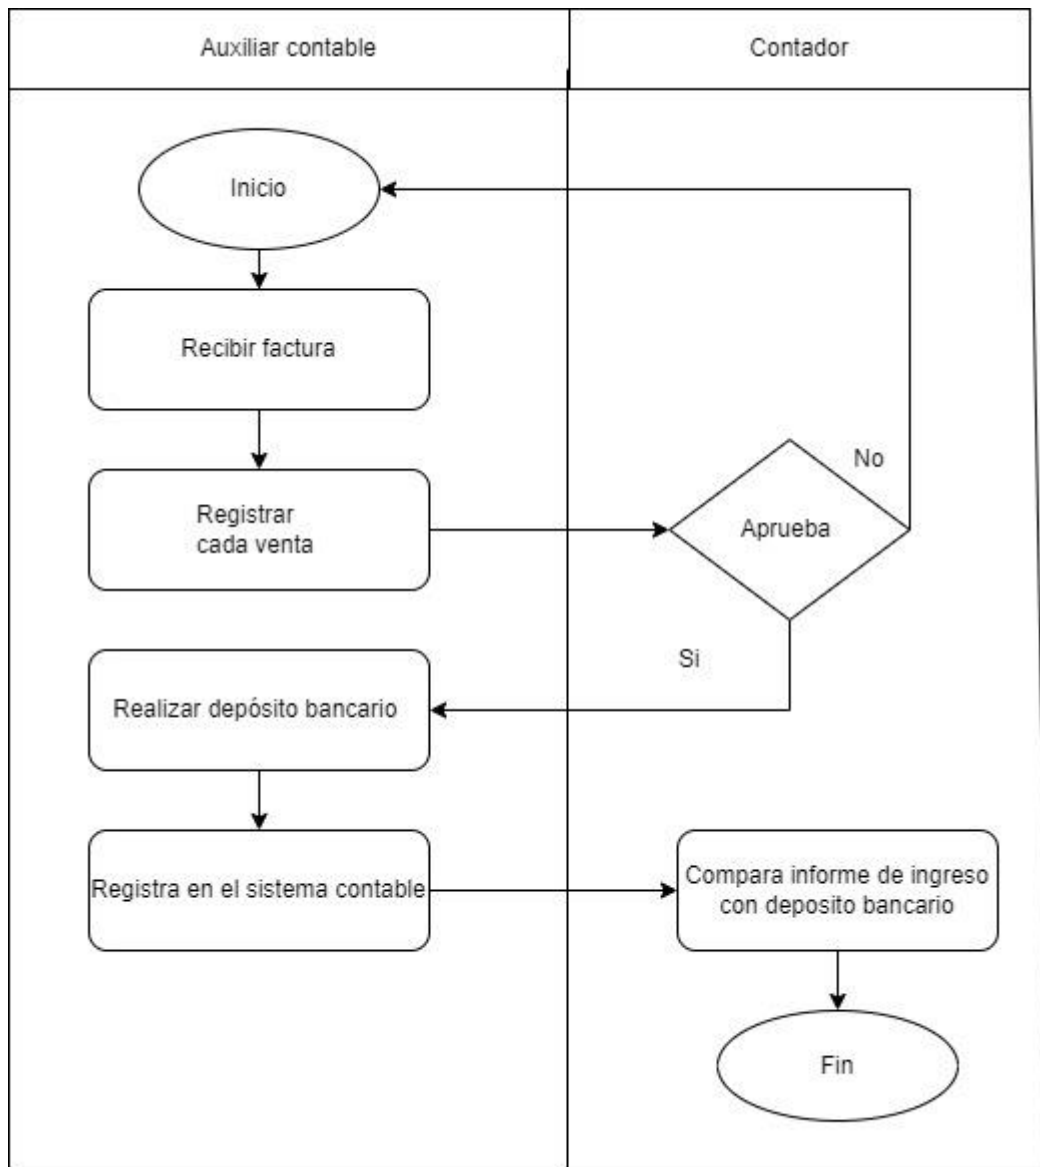 Auxiliar contable
Contador
Inicio
Recibir factura
No
Registrar
cada venta
Aprueba
Si
Realizar depósito bancario
Registra en el sistema contable
Compara informe de ingreso
con deposito bancario
Fin